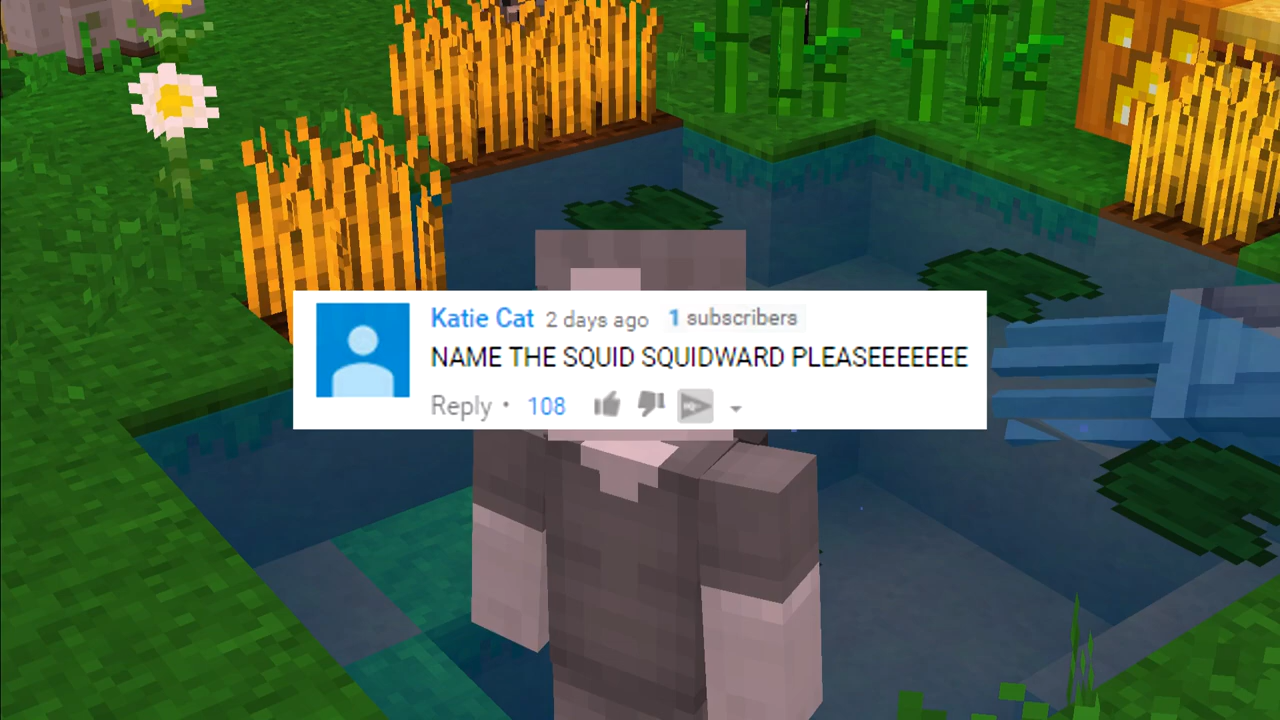 Katie Cat 2 days ago 1 subscribers
NAME THE SQUID SQUIDWARD PLEASEEEEEEE
Reply • 108